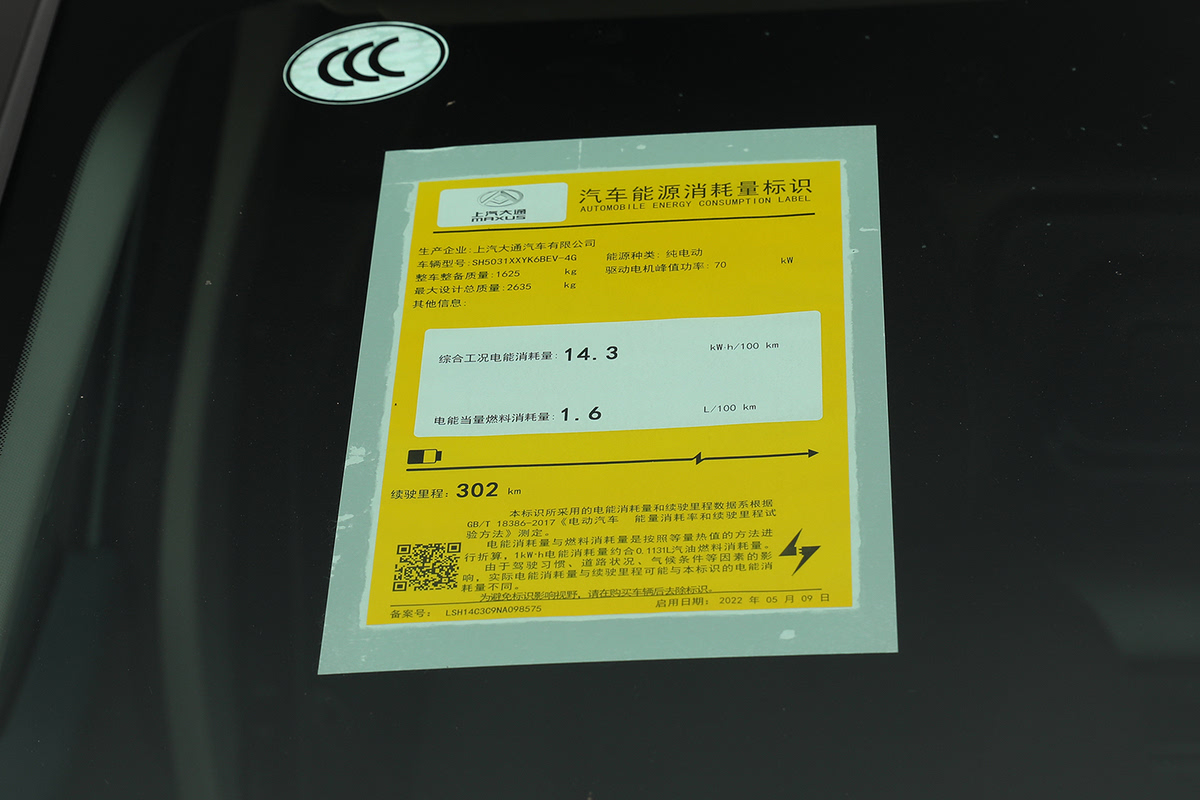 CCC
上汽大通
MAXUS
汽车能源消耗量标识
AUTOMOBILE ENERGY CONSUMPTION LABEL
生产企业:上汽大通汽车有限公司
车辆型号:SH5031XXYK6BEV-4G
能源种类: 纯电动
整车整备质量:1625 kg
驱动电机峰值功率: 70 kW
最大设计总质量:2635 kg
其他信息:
综合工况电能消耗量: 14.3 kW·h/100 km
电能当量燃料消耗量: 1.6 L/100 km
续驶里程: 302 km
本标识所采用的电能消耗量和续驶里程数据系根据
GB/T 18386-2017《电动汽车 能量消耗率和续驶里程试
验方法》测定。
电能消耗量与燃料消耗量是按照等量热值的方法进
行折算, 1kW·h电能消耗量约合0.1131L汽油燃料消耗量。
由于驾驶习惯、道路状况、气候条件等因素的影
响, 实际电能消耗量与续驶里程可能与本标识的电能消
耗量不同。
为避免标识影响视野, 请在购买车辆后去除标识。
备案号: LSH14C3C9NA098575
启用日期: 2022 年 05 月 09 日